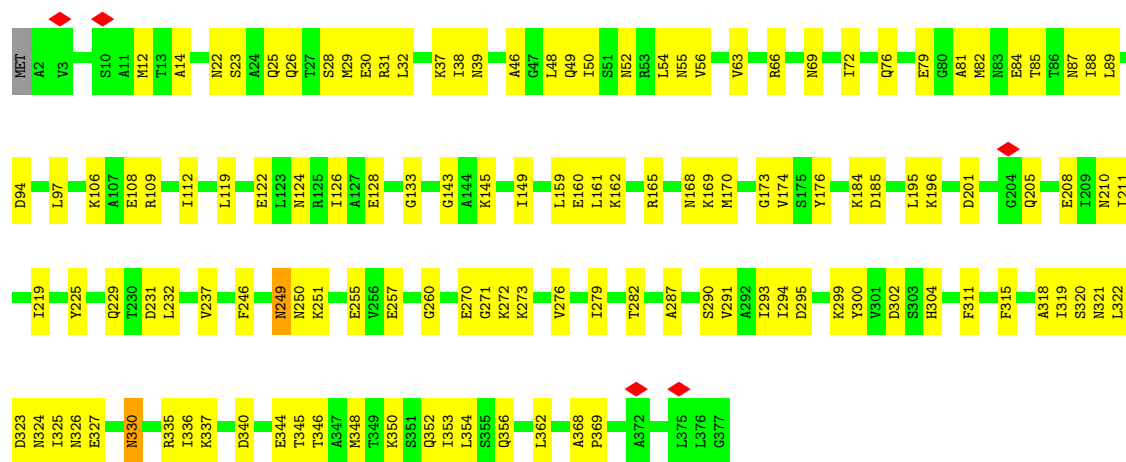 MET A2 V3 S10 A11 M12 T13 A14 N22 S23 A24 Q25 Q26 T27 S28 M29 E30 R31 L32 K37 I38 N39 A46 G47 L48 Q49 I50 S51 N52 R53 L54 N55 V56 V63 R66 N69 I72 Q76 E79 G80 A81 M82 N83 E84 T85 T86 N87 I88 L89
D94 L97 K106 A107 E108 R109 I112 L119 E122 L123 N124 R125 I126 A127 E128 G133 G143 A144 K145 I149 L159 E160 L161 K162 R165 N168 K169 M170 G173 V174 S175 Y176 K184 D185 L195 K196 D201 G204 Q205 E208 I209 N210 I211
I219 Y225 Q229 T230 D231 L232 V237 F246 N249 N250 K251 E255 V256 E257 G260 E270 G271 K272 K273 V276 I279 T282 A287 S290 V291 A292 I293 I294 D295 K299 Y300 V301 D302 S303 H304 F311 F315 A318 I319 S320 N321 L322
D323 N324 I325 N326 E327 N330 R335 I336 K337 D340 E344 T345 T346 A347 M348 T349 K350 S351 Q352 I353 L354 S355 Q356 L362 A368 P369 A372 L375 L376 G377